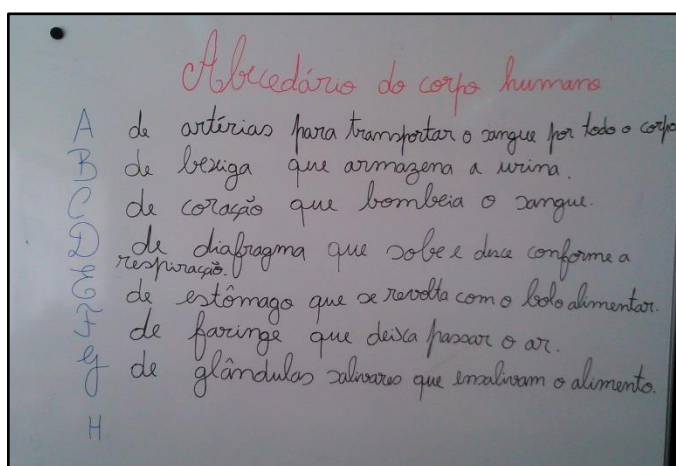 Abecedário do corpo humano
A de artérias para transportar o sangue por todo o corpo
B de bexiga que armazena a urina.
C de coração que bombeia o sangue.
D de diafragma que sobe e desce conforme a
respiração.
E de estômago que se revolta com o bolo alimentar.
F de faringe que deixa passar o ar.
G de glândulas salivares que ensalivam o alimento.
H